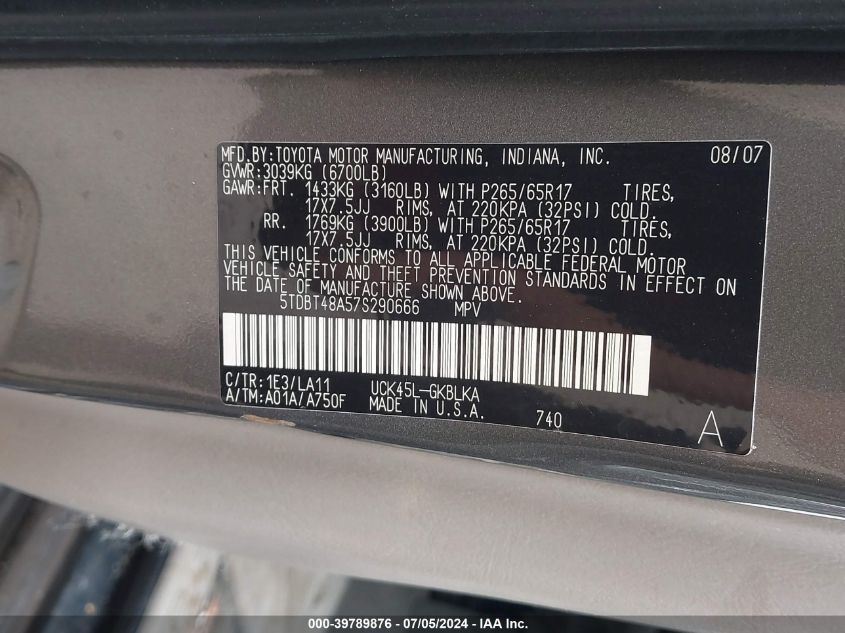 MFD.BY:TOYOTA MOTOR MANUFACTURING, INDIANA, INC. 08/07
GVWR:3039KG (6700LB)
GAWR:FRT. 1433KG (3160LB) WITH P265/65R17 TIRES,
17X7.5JJ RIMS, AT 220KPA (32PSI) COLD.
RR. 1769KG (3900LB) WITH P265/65R17 TIRES,
17X7.5JJ RIMS, AT 220KPA (32PSI) COLD.
THIS VEHICLE CONFORMS TO ALL APPLICABLE FEDERAL MOTOR
VEHICLE SAFETY AND THEFT PREVENTION STANDARDS IN EFFECT ON
THE DATE OF MANUFACTURE SHOWN ABOVE.
5TDBT48A57S290666 MPV
C/TR:1E3/LA11 UCK45L-GKBLKA
A/TM:A01A/A750F MADE IN U.S.A. 740 A
000-39789876 - 07/05/2024 - IAA Inc.